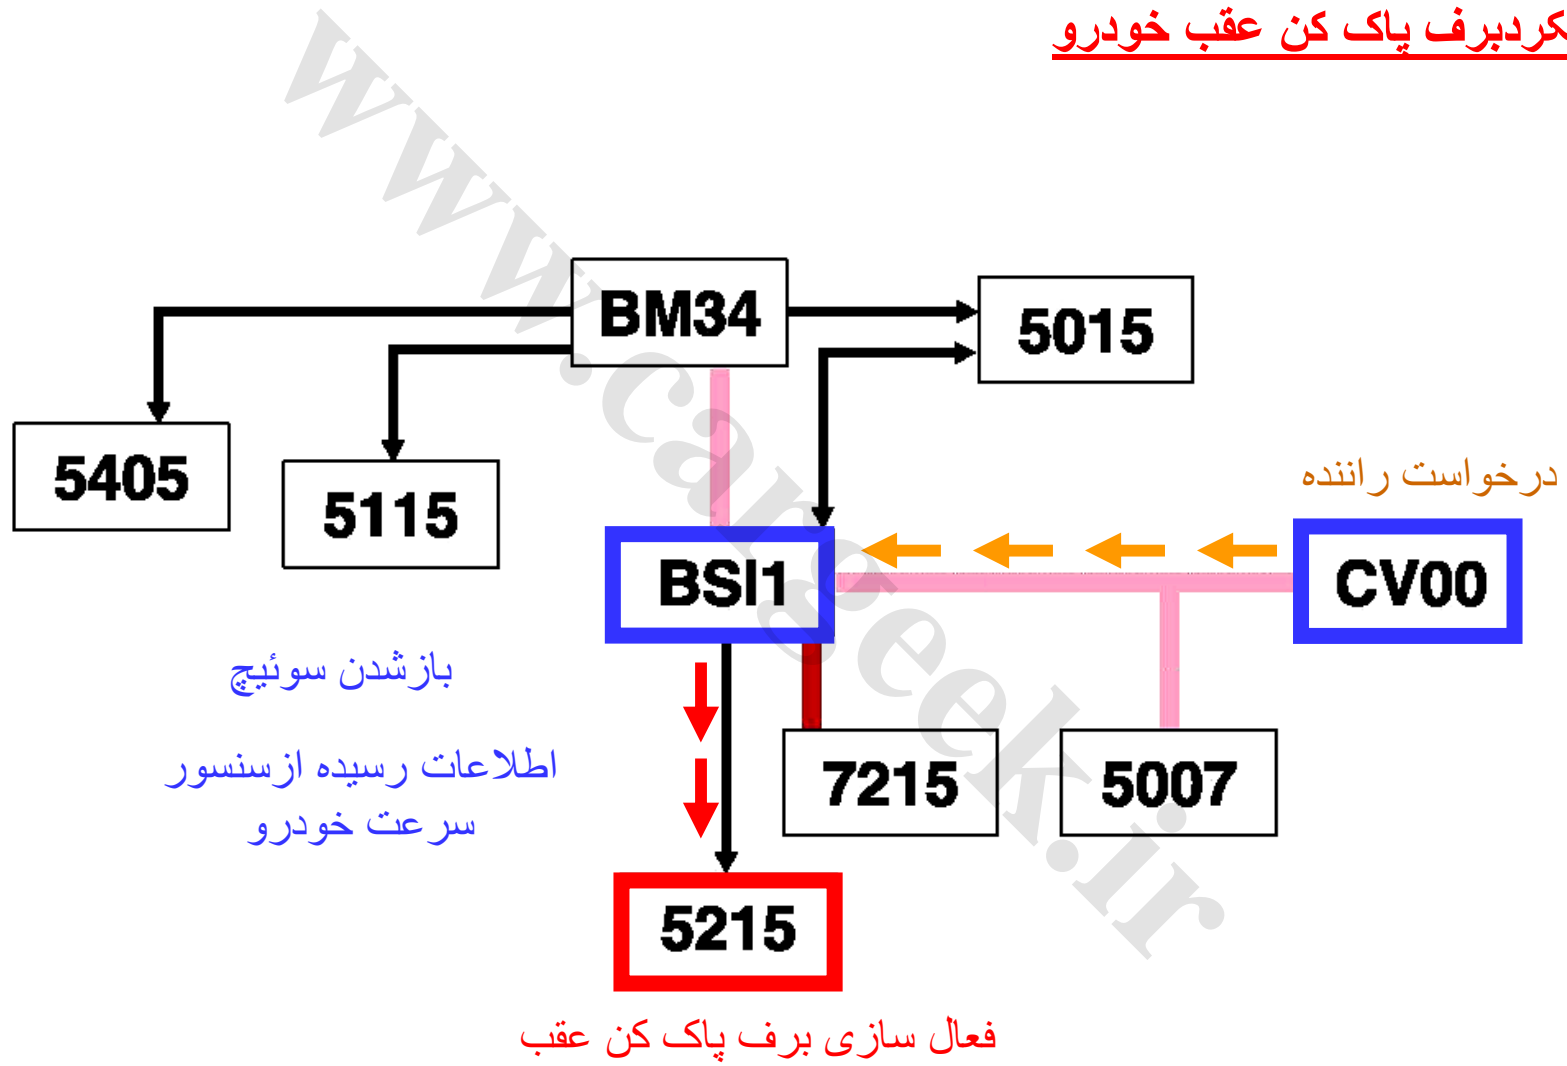 کردبرف پاک کن عقب خودرو
BM34
5015
5405
5115
درخواست راننده
BSI1
CV00
بازشدن سوئیچ
اطلاعات رسیده ازسنسور
سرعت خودرو
7215
5007
5215
فعال سازی برف پاک کن عقب
www.cargeek.ir